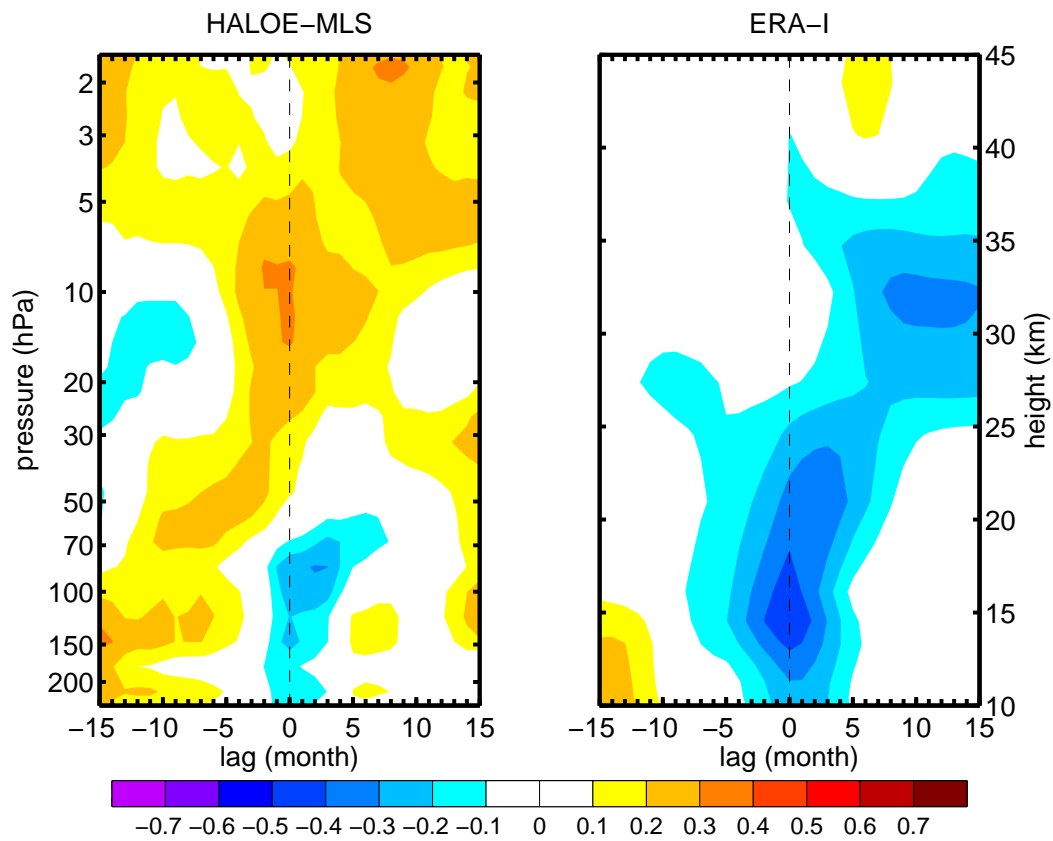 HALOE−MLS ERA−I
2 45
3 40
5 35
10 30
20 25
30 20
50 15
70 10
100
150
200
pressure (hPa) height (km)
−15 −10 −5 0 5 10 15 −15 −10 −5 0 5 10 15
lag (month) lag (month)
−0.7 −0.6 −0.5 −0.4 −0.3 −0.2 −0.1 0 0.1 0.2 0.3 0.4 0.5 0.6 0.7